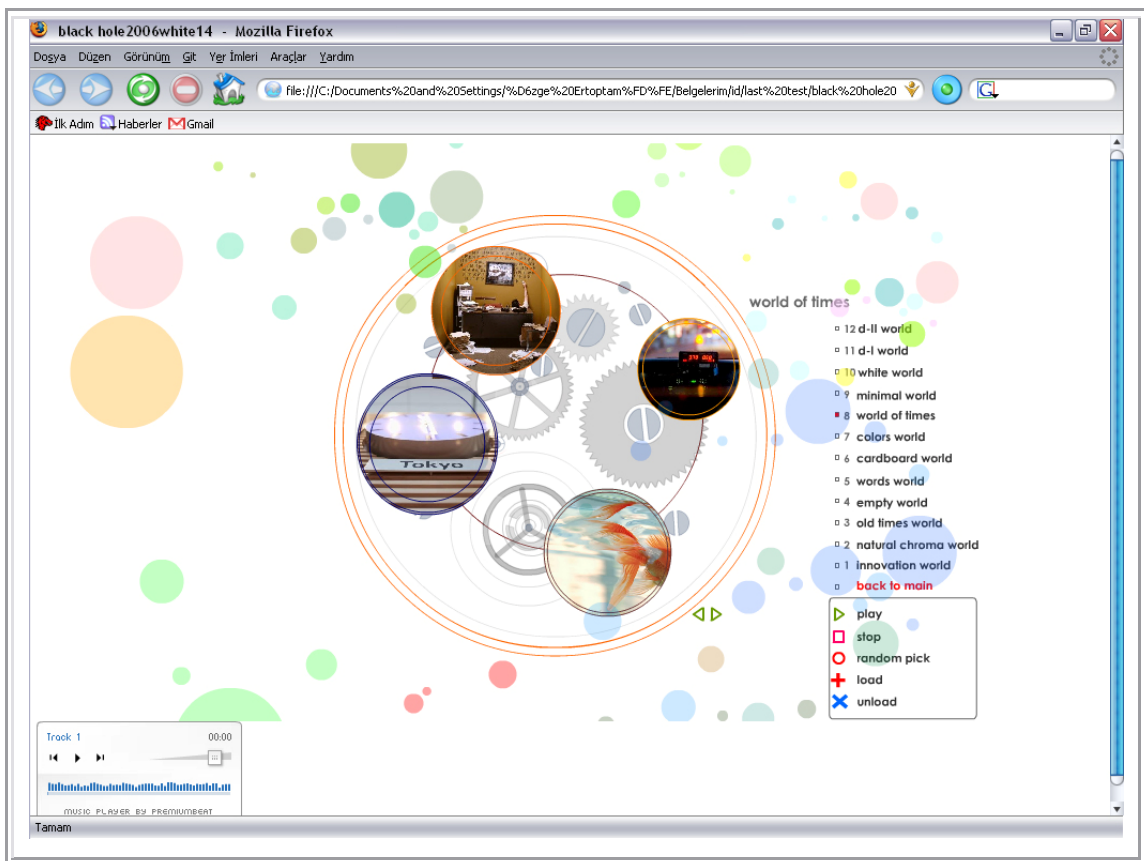 black hole2006white14 - Mozilla Firefox
Dosya Düzen Görünüm Git Yer İmleri Araçlar Yardım
file:///C:/Documents%20and%20Settings/%D6zge%20Ertoptam%FD%FE/Belgelerim/id/last%20test/black%20hole20
G
İlk Adım Haberler Gmail
world of times
12 d-II world
11 d-I world
10 white world
9 minimal world
8 world of times
7 colors world
6 cardboard world
5 words world
4 empty world
3 old times world
2 natural chroma world
1 innovation world
back to main
play
stop
random pick
load
unload
Tokyo
Track 1 00:00
MUSIC PLAYER BY PREMIUMBEAT
Tamam